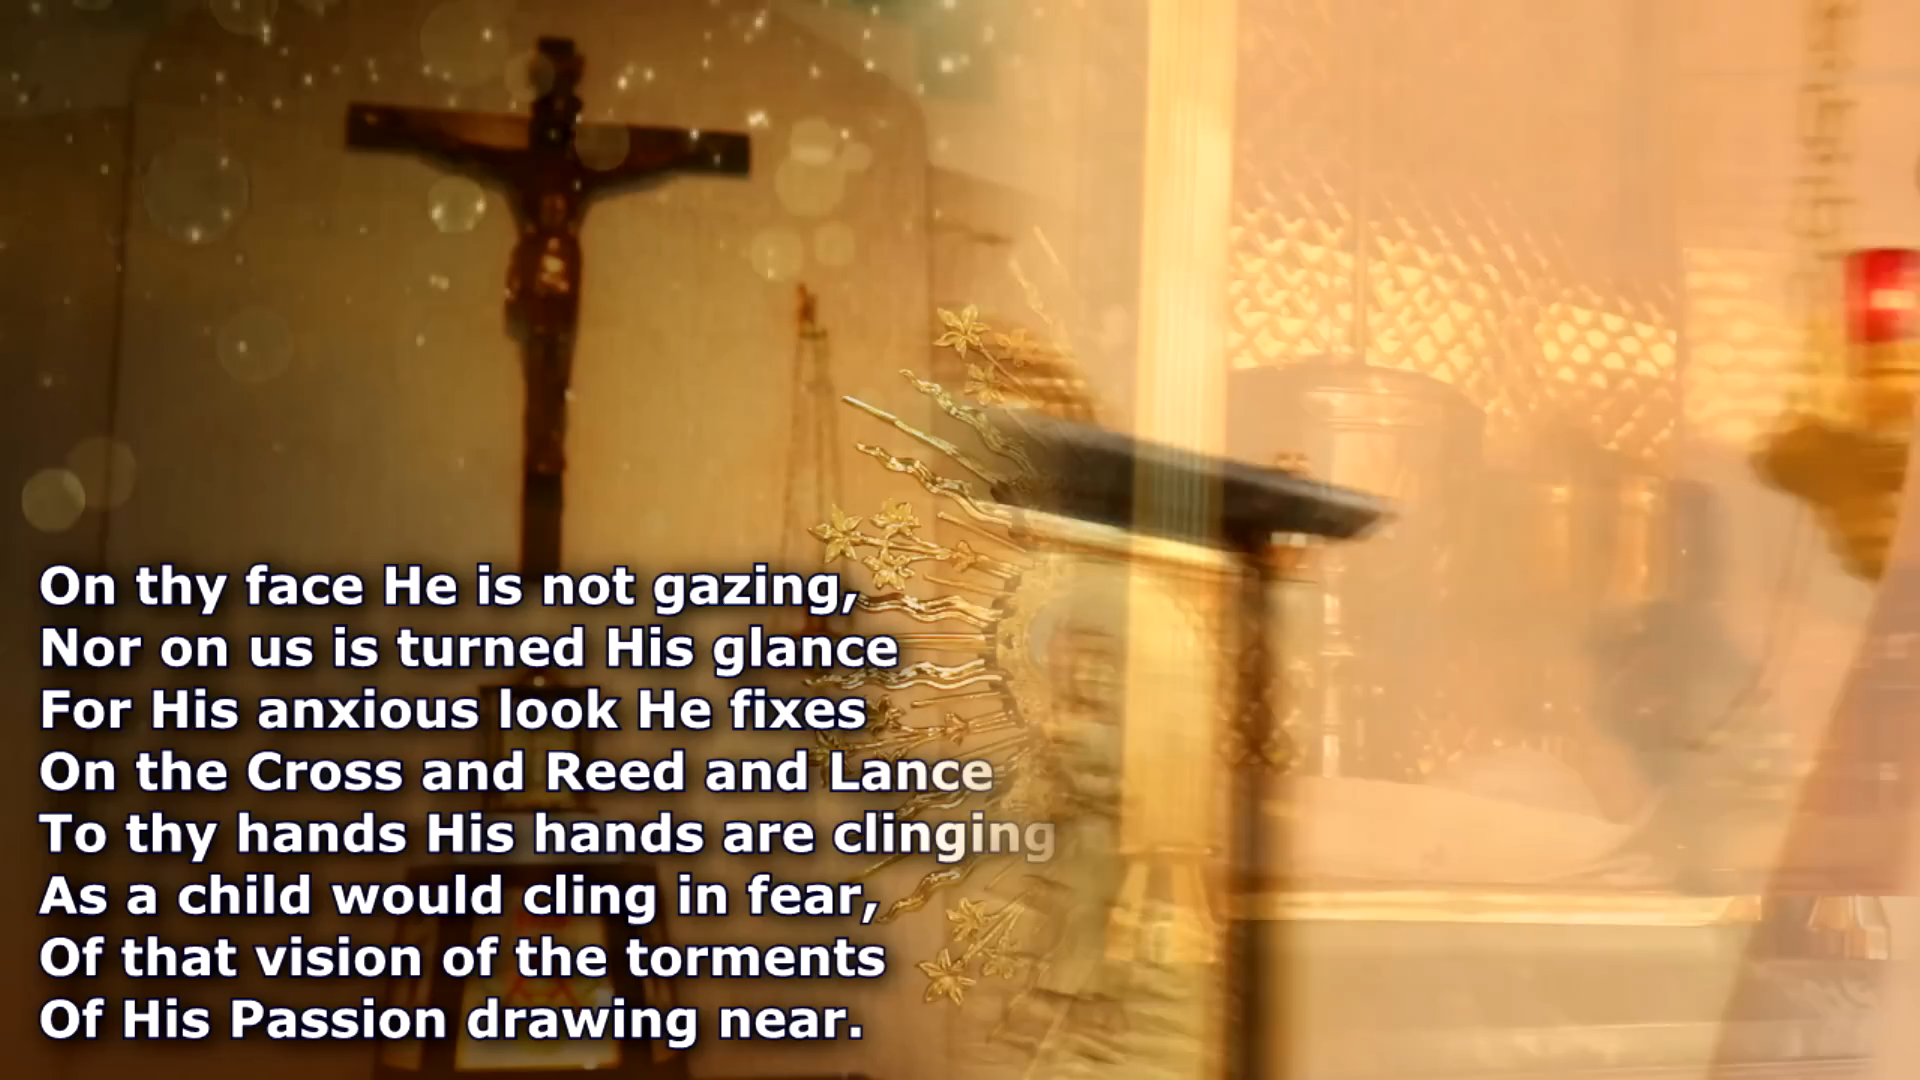 On thy face He is not gazing,
Nor on us is turned His glance
For His anxious look He fixes
On the Cross and Reed and Lance
To thy hands His hands are clinging
As a child would cling in fear,
Of that vision of the torments
Of His Passion drawing near.